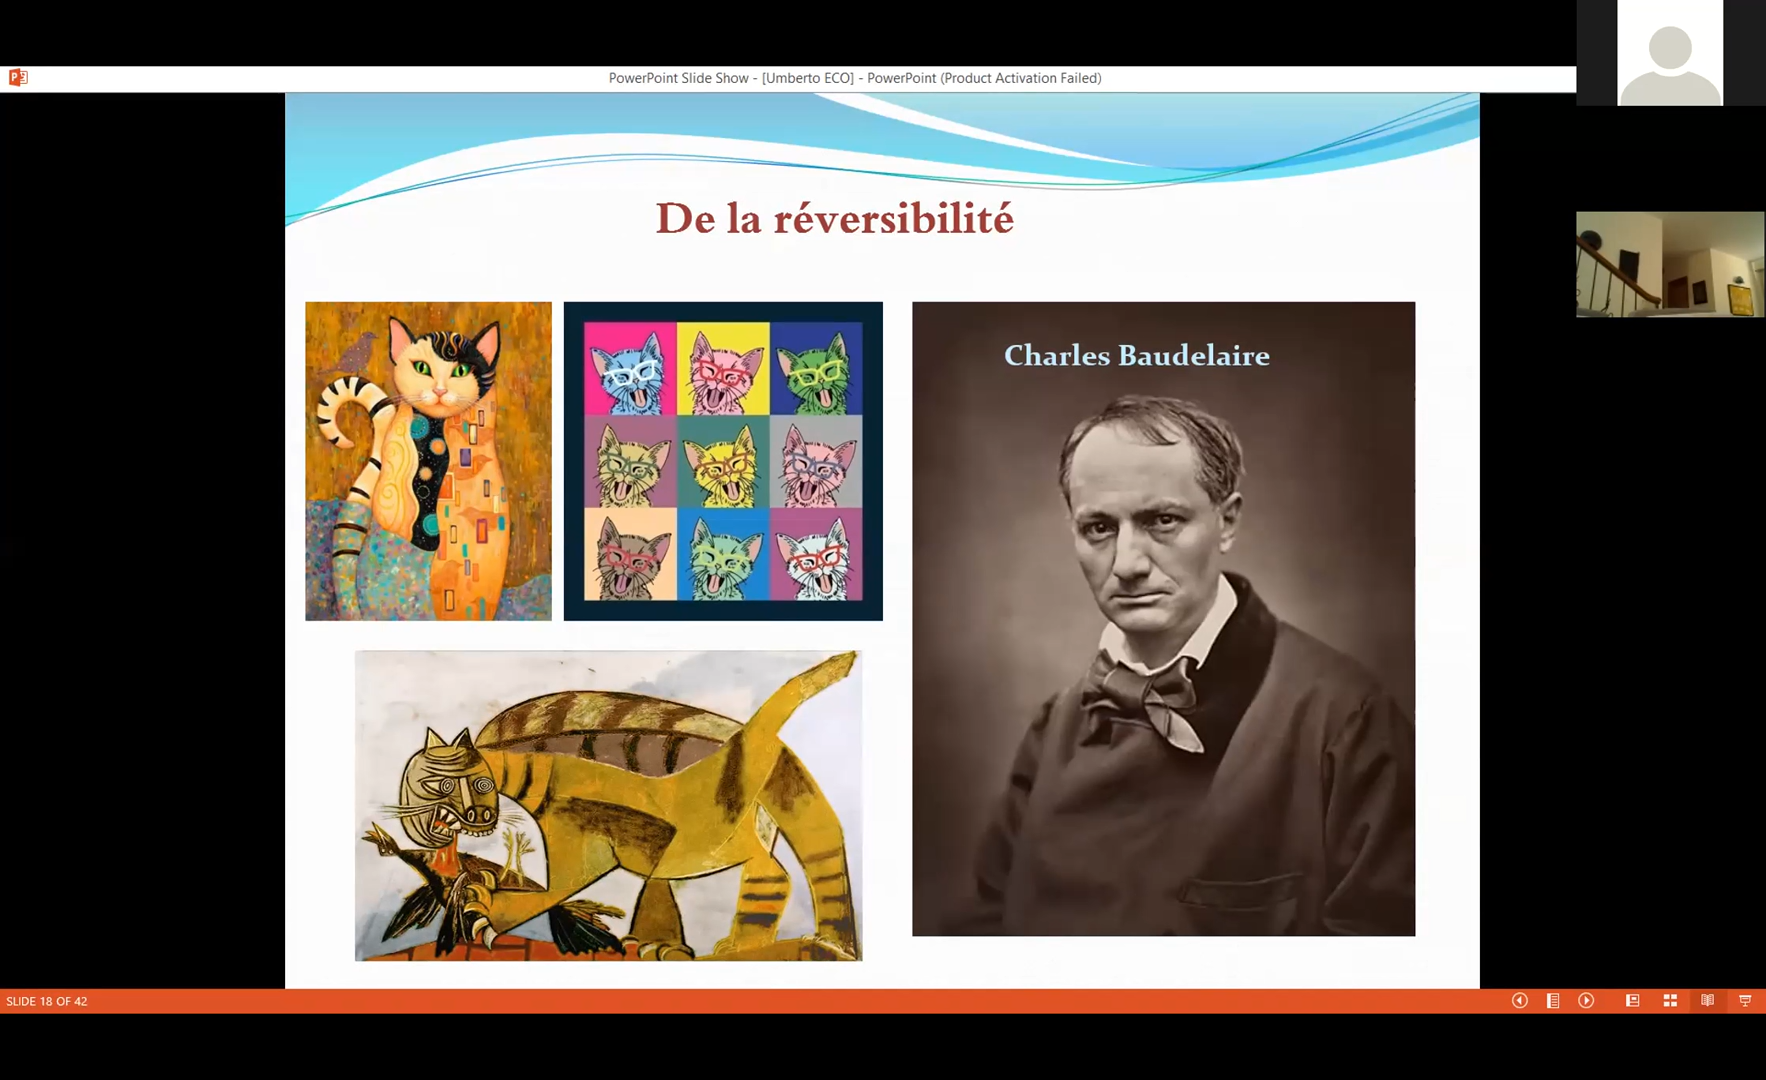 PowerPoint Slide Show - [Umberto ECO] - PowerPoint (Product Activation Failed)
De la réversibilité
Charles Baudelaire
SLIDE 18 OF 42